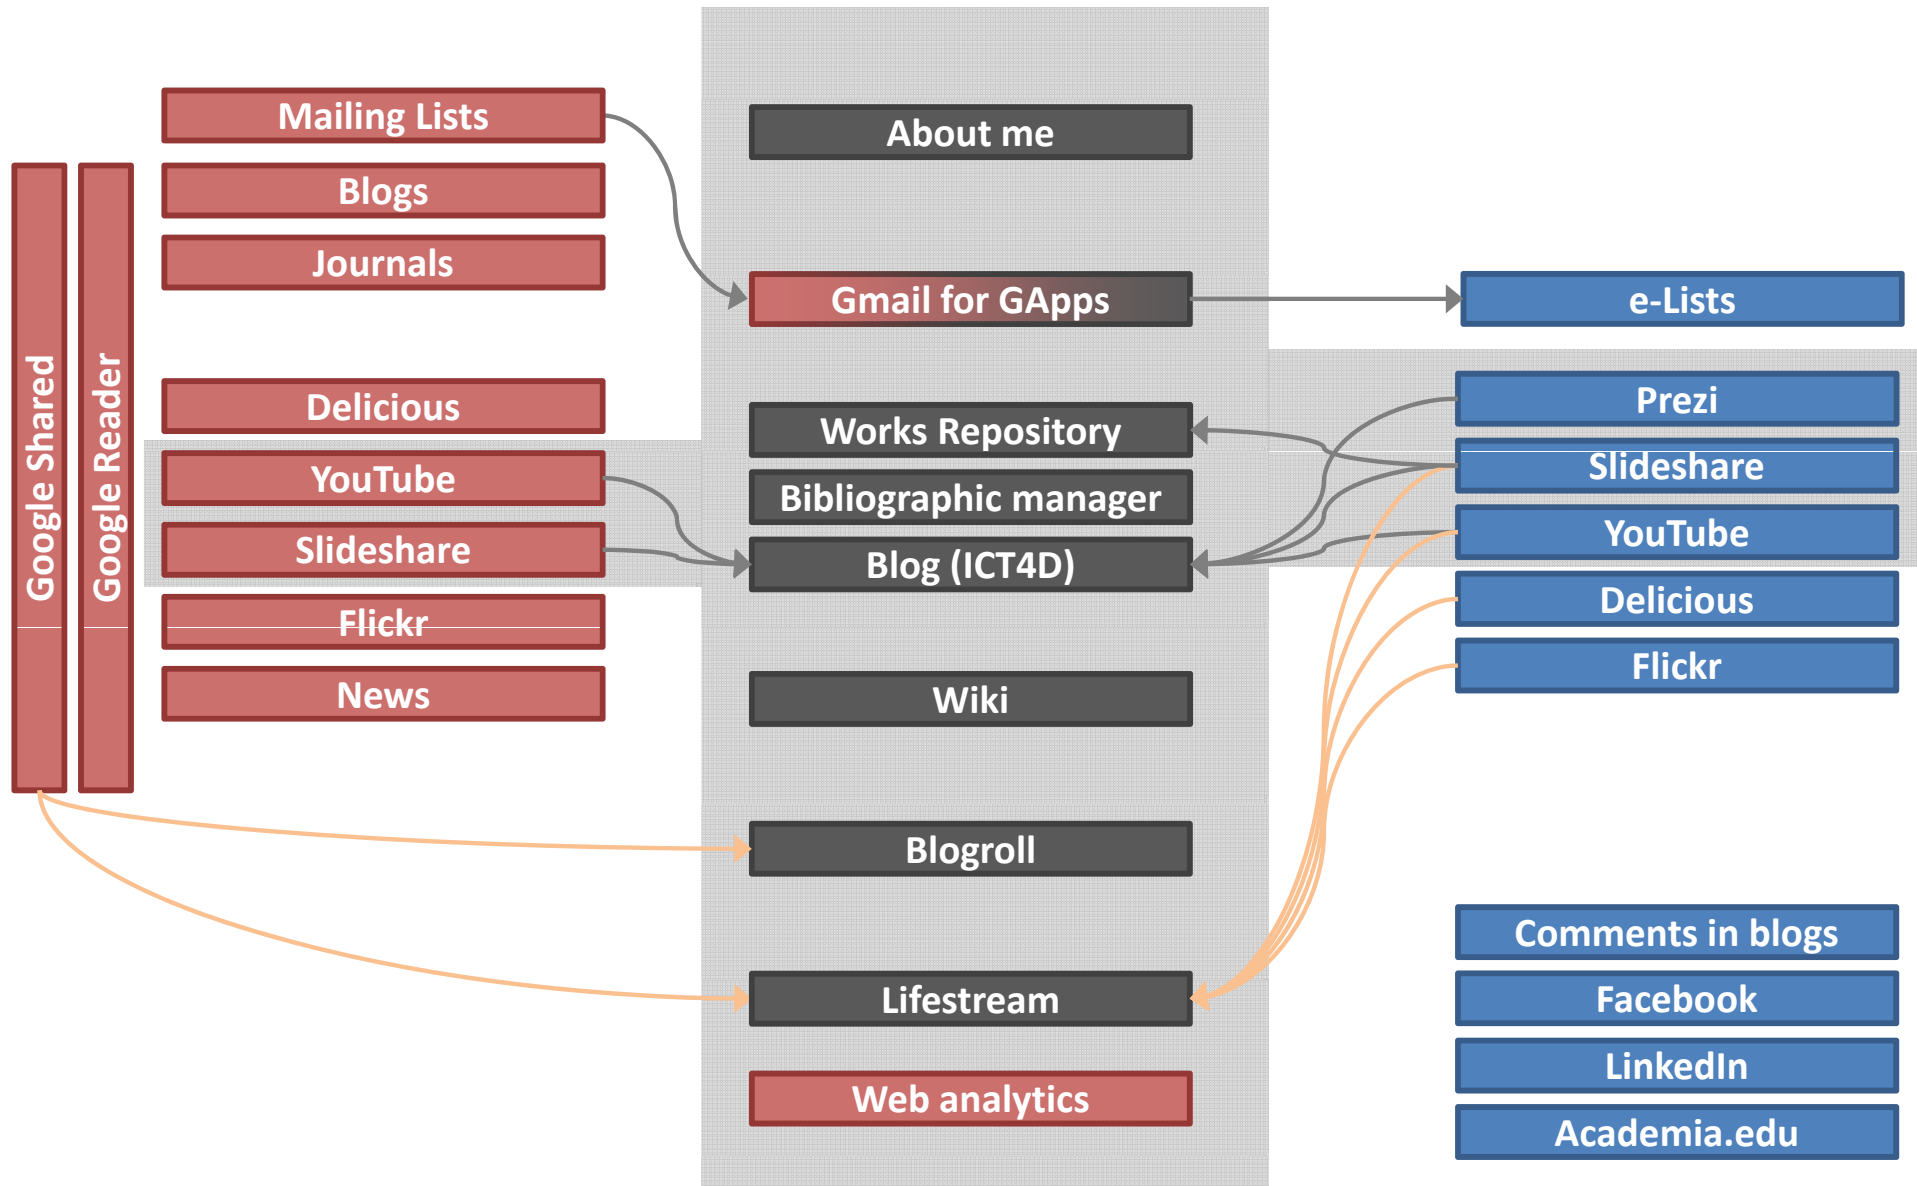 Google Shared
Google Reader
Mailing Lists
Blogs
Journals
Delicious
YouTube
Slideshare
Flickr
News
About me
Gmail for GApps
Works Repository
Bibliographic manager
Blog (ICT4D)
Wiki
Blogroll
Lifestream
Web analytics
e-Lists
Prezi
Slideshare
YouTube
Delicious
Flickr
Comments in blogs
Facebook
LinkedIn
Academia.edu